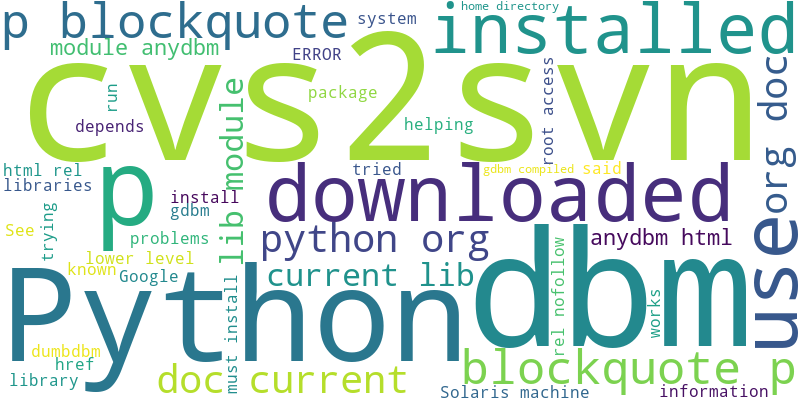 home directory
p blockquote
system
installed
module anydbm
ERROR
cvs2svn
run
package
root access
org doc
depends
helping
html rel
tried
gdbm compiled
said
libraries
p
lib module
install
downloaded
gdbm
trying
See
problems
python org
anydbm html
use
lower level
known
Google
current lib
dbm
Python
must install
rel nofollow
works
dumbdbm
href
library
doc current
blockquote p
Solaris machine
information